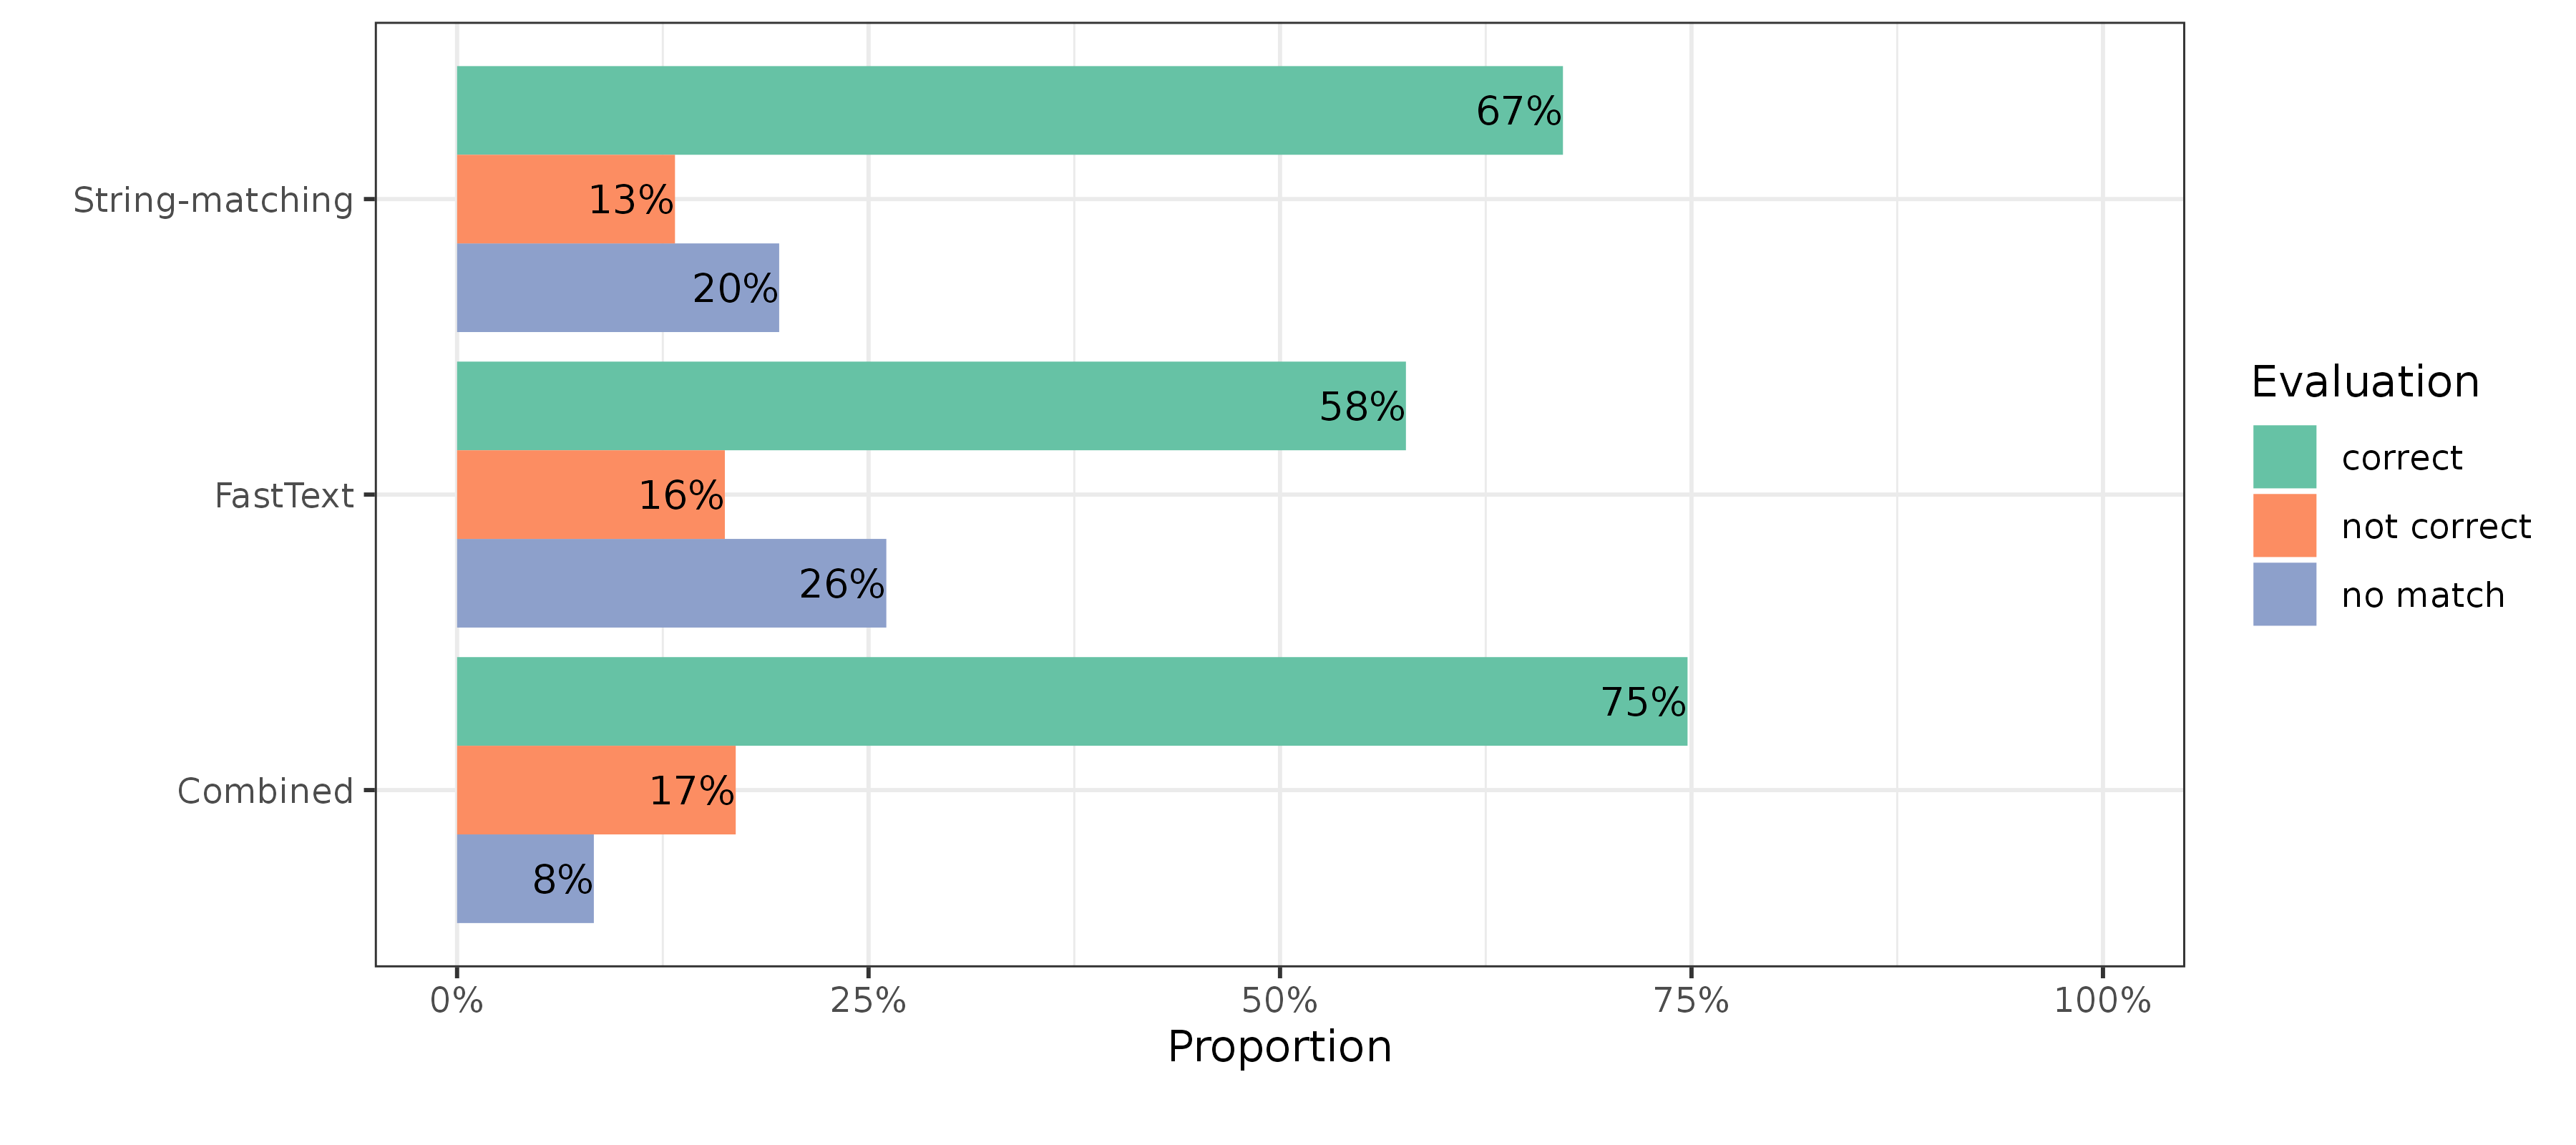 String-matching
67%
13%
20%
FastText
58%
16%
26%
Combined
75%
17%
8%
0% 25% 50% 75% 100%
Proportion
Evaluation
correct
not correct
no match